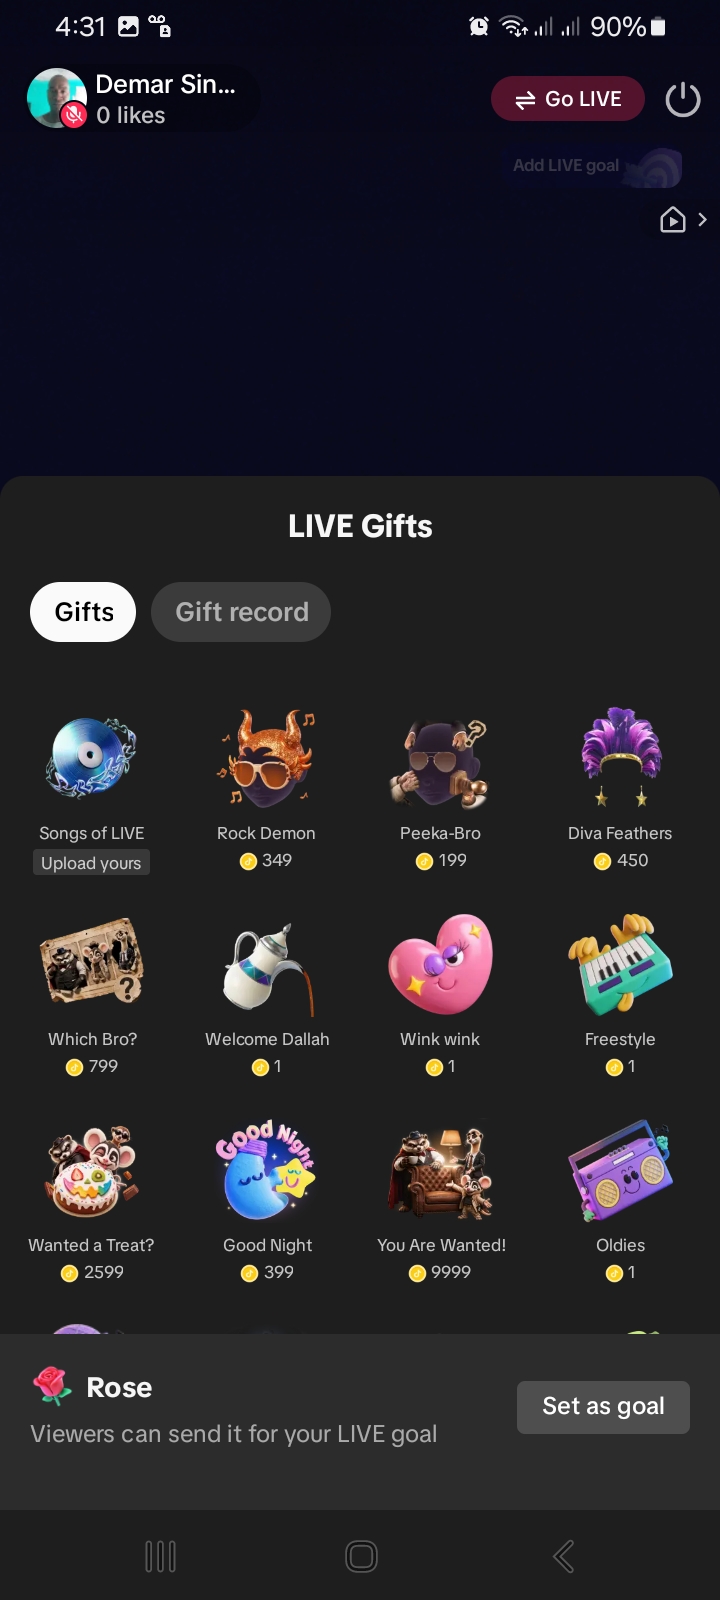 4:31
90%
Demar Sin...
0 likes
Go LIVE
Add LIVE goal
LIVE Gifts
Gifts
Gift record
Songs of LIVE
Upload yours
Rock Demon
349
Peeka-Bro
199
Diva Feathers
450
Which Bro?
799
Welcome Dallah
1
Wink wink
1
Freestyle
1
Wanted a Treat?
2599
Good Night
Good Night
399
You Are Wanted!
9999
Oldies
1
Rose
Set as goal
Viewers can send it for your LIVE goal